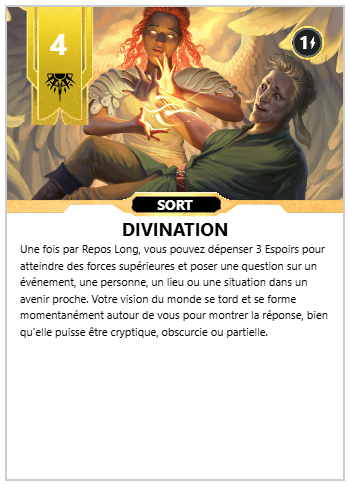 4
1
SORT
DIVINATION
Une fois par Repos Long, vous pouvez dépenser 3 Espoirs pour
atteindre des forces supérieures et poser une question sur un
événement, une personne, un lieu ou une situation dans un
avenir proche. Votre vision du monde se tord et se forme
momentanément autour de vous pour montrer la réponse, bien
qu'elle puisse être cryptique, obscurcie ou partielle.